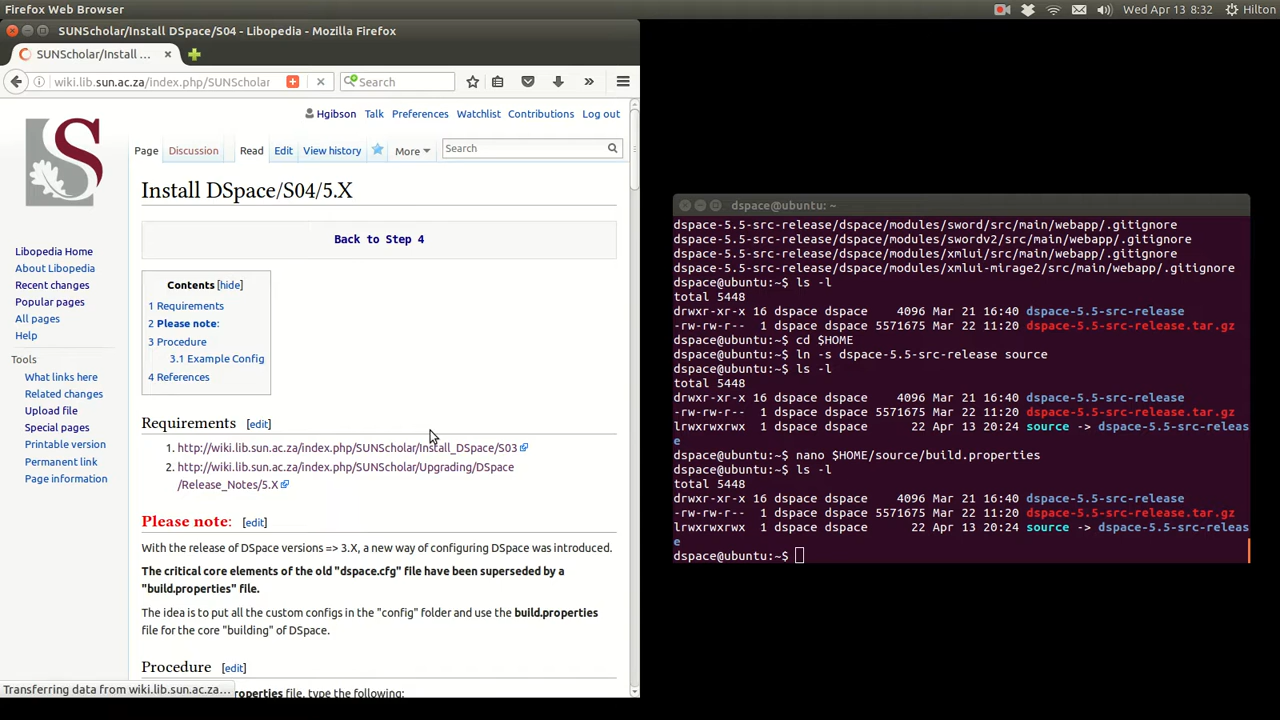 Firefox Web Browser
Wed Apr 13 8:32 Hilton
SUNScholar/Install DSpace/S04 - Libopedia - Mozilla Firefox
SUNScholar/Install ...
wiki.lib.sun.ac.za/index.php/SUNScholar
Search
Hgibson Talk Preferences Watchlist Contributions Log out
Page Discussion Read Edit View history More Search
Install DSpace/S04/5.X
Back to Step 4
Libopedia Home
About Libopedia
Recent changes
Popular pages
All pages
Help
Tools
What links here
Related changes
Upload file
Special pages
Printable version
Permanent link
Page information
Contents [hide]
1 Requirements
2 Please note:
3 Procedure
3.1 Example Config
4 References
Requirements [edit]
1. http://wiki.lib.sun.ac.za/index.php/SUNScholar/Install_DSpace/S03
2. http://wiki.lib.sun.ac.za/index.php/SUNScholar/Upgrading/DSpace
/Release_Notes/5.X
Please note: [edit]
With the release of DSpace versions => 3.X, a new way of configuring DSpace was introduced.
The critical core elements of the old "dspace.cfg" file have been superseded by a
"build.properties" file.
The idea is to put all the custom configs in the "config" folder and use the build.properties
file for the core "building" of DSpace.
Procedure [edit]
operties file, type the following:
Transferring data from wiki.lib.sun.ac.za...
dspace@ubuntu: ~
dspace-5.5-src-release/dspace/modules/sword/src/main/webapp/.gitignore
dspace-5.5-src-release/dspace/modules/swordv2/src/main/webapp/.gitignore
dspace-5.5-src-release/dspace/modules/xmlui/src/main/webapp/.gitignore
dspace-5.5-src-release/dspace/modules/xmlui-mirage2/src/main/webapp/.gitignore
dspace@ubuntu:~$ ls -l
total 5448
drwxr-xr-x 16 dspace dspace 4096 Mar 21 16:40 dspace-5.5-src-release
-rw-rw-r-- 1 dspace dspace 5571675 Mar 22 11:20 dspace-5.5-src-release.tar.gz
dspace@ubuntu:~$ cd $HOME
dspace@ubuntu:~$ ln -s dspace-5.5-src-release source
dspace@ubuntu:~$ ls -l
total 5448
drwxr-xr-x 16 dspace dspace 4096 Mar 21 16:40 dspace-5.5-src-release
-rw-rw-r-- 1 dspace dspace 5571675 Mar 22 11:20 dspace-5.5-src-release.tar.gz
lrwxrwxrwx 1 dspace dspace 22 Apr 13 20:24 source -> dspace-5.5-src-releas
e
dspace@ubuntu:~$ nano $HOME/source/build.properties
dspace@ubuntu:~$ ls -l
total 5448
drwxr-xr-x 16 dspace dspace 4096 Mar 21 16:40 dspace-5.5-src-release
-rw-rw-r-- 1 dspace dspace 5571675 Mar 22 11:20 dspace-5.5-src-release.tar.gz
lrwxrwxrwx 1 dspace dspace 22 Apr 13 20:24 source -> dspace-5.5-src-releas
e
dspace@ubuntu:~$